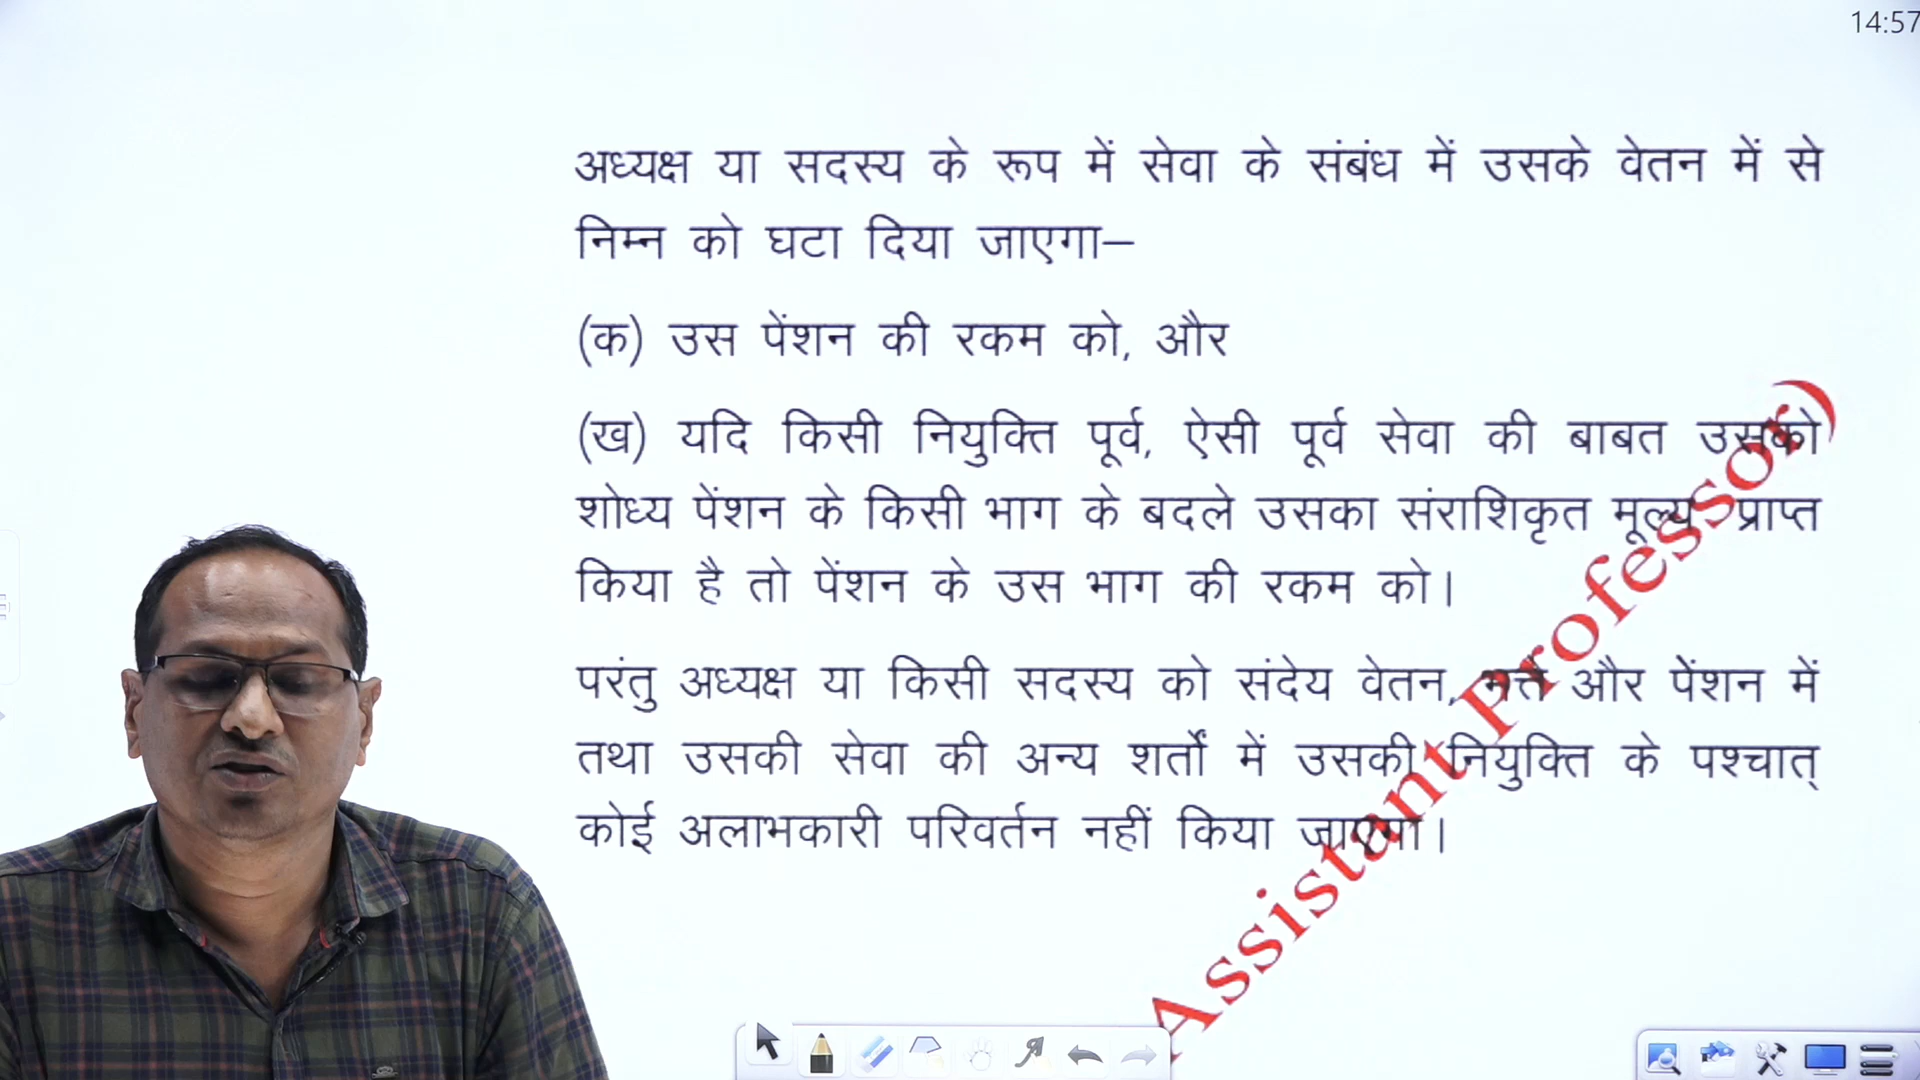 14:57
अध्यक्ष या सदस्य के रूप में सेवा के संबंध में उसके वेतन में से
निम्न को घटा दिया जाएगा–
(क) उस पेंशन की रकम को, और
(ख) यदि किसी नियुक्ति पूर्व, ऐसी पूर्व सेवा की बाबत उसको
शोध्य पेंशन के किसी भाग के बदले उसका संराशिकृत मूल्य प्राप्त
किया है तो पेंशन के उस भाग की रकम को।
परंतु अध्यक्ष या किसी सदस्य को संदेय वेतन, भत्ते और पेंशन में
तथा उसकी सेवा की अन्य शर्तों में उसकी नियुक्ति के पश्चात्
कोई अलाभकारी परिवर्तन नहीं किया जाएगा।
Assistant Professor)